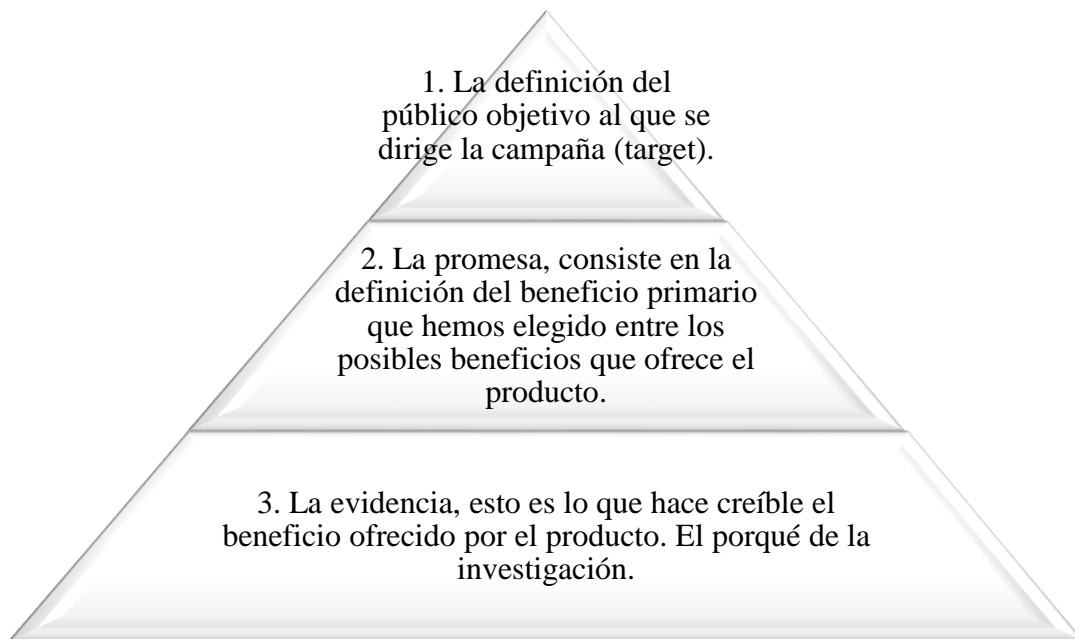 1. La definición del
público objetivo al que se
dirige la campaña (target).
2. La promesa, consiste en la
definición del beneficio primario
que hemos elegido entre los
posibles beneficios que ofrece el
producto.
3. La evidencia, esto es lo que hace creíble el
beneficio ofrecido por el producto. El porqué de la
investigación.